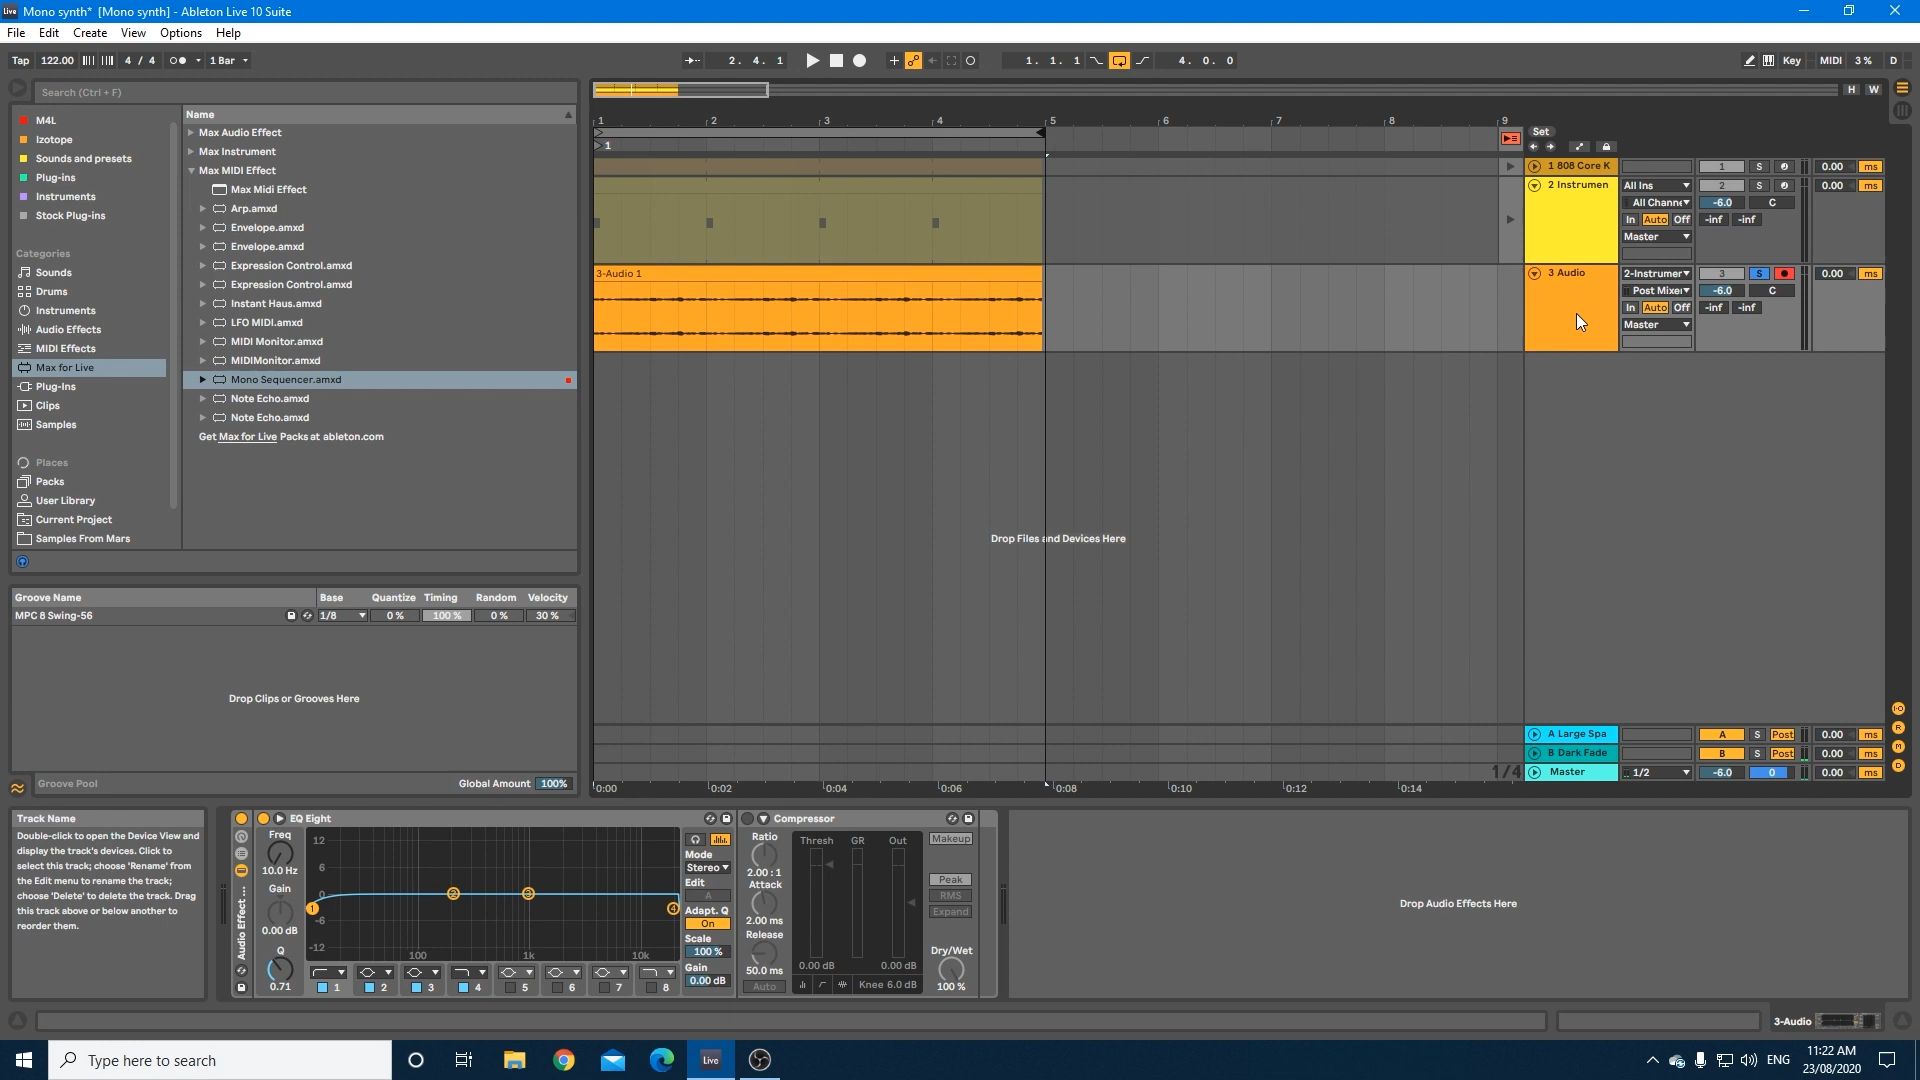 Live Mono synth* [Mono synth] - Ableton Live 10 Suite
File Edit Create View Options Help
Tap 122.00 4 / 4 1 Bar 2. 4. 1 1. 1. 1 4. 0. 0 Key MIDI 3 % D
Search (Ctrl + F)
H W
M4L
Izotope
Sounds and presets
Plug-ins
Instruments
Stock Plug-ins
Categories
Sounds
Drums
Instruments
Audio Effects
MIDI Effects
Max for Live
Plug-Ins
Clips
Samples
Places
Packs
User Library
Current Project
Samples From Mars
Name
Max Audio Effect
Max Instrument
Max MIDI Effect
Max Midi Effect
Arp.amxd
Envelope.amxd
Envelope.amxd
Expression Control.amxd
Expression Control.amxd
Instant Haus.amxd
LFO MIDI.amxd
MIDI Monitor.amxd
MIDIMonitor.amxd
Mono Sequencer.amxd
Note Echo.amxd
Note Echo.amxd
Get Max for Live Packs at ableton.com
1 2 3 4 5 6 7 8 9
Set
1
1 808 Core K 1 S 0.00 ms
2 Instrumen All Ins 2 S 0.00 ms
All Channe -6.0 C
In Auto Off -inf -inf
Master
3-Audio 1
3 Audio 2-Instrumer 3 S 0.00 ms
Post Mixer -6.0 C
In Auto Off -inf -inf
Master
Drop Files and Devices Here
A Large Spa A S Post 0.00 ms
B Dark Fade B S Post 0.00 ms
1/4 Master 1/2 -6.0 0 0.00 ms
0:00 0:02 0:04 0:06 0:08 0:10 0:12 0:14
I·O
R
M
D
Groove Name Base Quantize Timing Random Velocity
MPC 8 Swing-56 1/8 0 % 100 % 0 % 30 %
Drop Clips or Grooves Here
Groove Pool Global Amount 100%
Track Name
Double-click to open the Device View and
display the track's devices. Click to
select this track; choose 'Rename' from
the Edit menu to rename the track;
choose 'Delete' to delete the track. Drag
this track above or below another to
reorder them.
Audio Effect ...
EQ Eight
Freq
10.0 Hz
Gain
0.00 dB
Q
0.71
12
6
0
-6
-12
100 1k 10k
1 2 3 4
1 2 3 4 5 6 7 8
Mode
Stereo
Edit
A
Adapt. Q
On
Scale
100 %
Gain
0.00 dB
Compressor
Ratio
2.00 : 1
Attack
2.00 ms
Release
50.0 ms
Auto
Thresh GR Out
0.00 dB 0.00 dB
Knee 6.0 dB
Makeup
Peak
RMS
Expand
Dry/Wet
100 %
Drop Audio Effects Here
3-Audio
Type here to search
Live
ENG
11:22 AM
23/08/2020